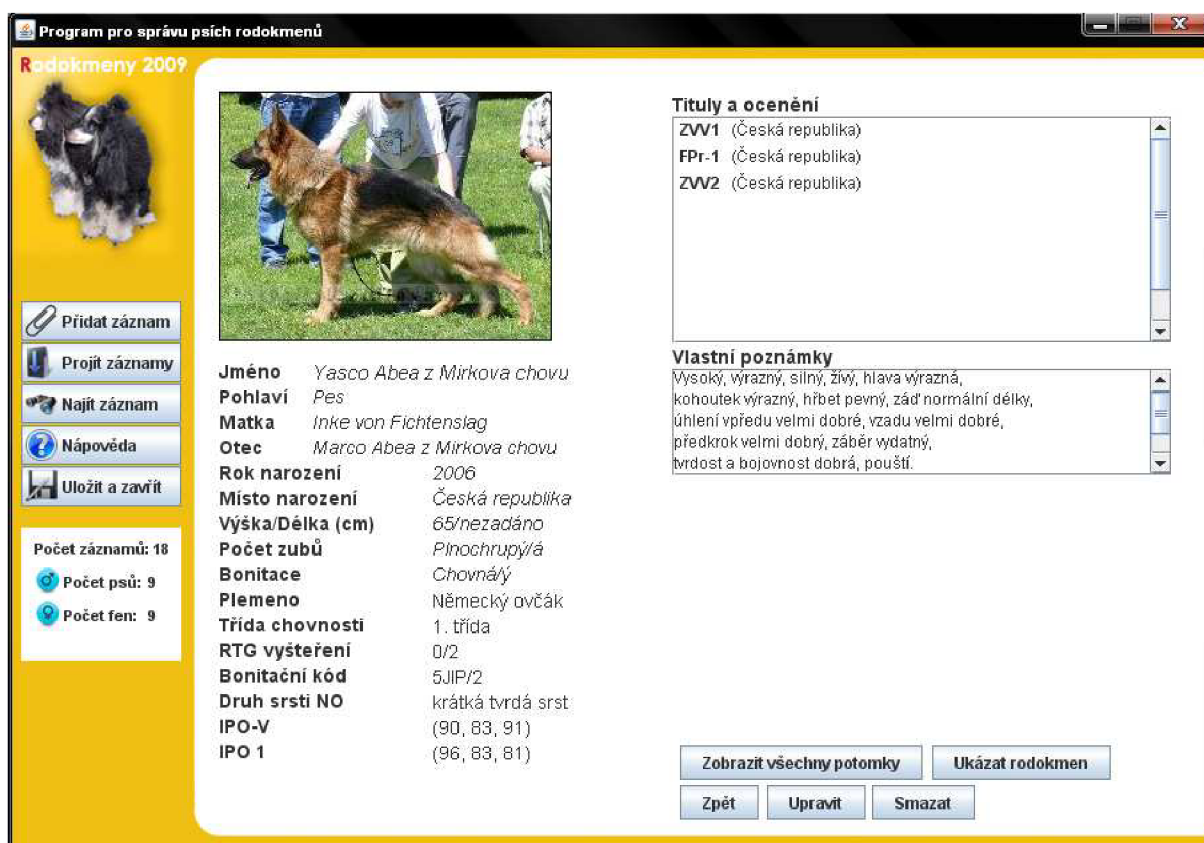 Program pro správu psích rodokmenů
Rodokmeny 2009
Přidat záznam
Projít záznamy
Najít záznam
Nápověda
Uložit a zavřít
Počet záznamů: 18
Počet psů: 9
Počet fen: 9
Jméno Yasco Abea z Mirkova chovu
Pohlaví Pes
Matka Inke von Fichtenslag
Otec Marco Abea z Mirkova chovu
Rok narození 2006
Místo narození Česká republika
Výška/Délka (cm) 65/nezadáno
Počet zubů Plnochrupý/á
Bonitace Chovná/ý
Plemeno Německý ovčák
Třída chovnosti 1. třída
RTG vyšteření 0/2
Bonitační kód 5JIP/2
Druh srsti NO krátká tvrdá srst
IPO-V (90, 83, 91)
IPO 1 (96, 83, 81)
Tituly a ocenění
ZVV1 (Česká republika)
FPr-1 (Česká republika)
ZVV2 (Česká republika)
Vlastní poznámky
Vysoký, výrazný, silný, žívý, hlava výrazná,
kohoutek výrazný, hřbet pevný, záď normální délky,
úhlení vpředu velmi dobré, vzadu velmi dobré,
předkrok velmi dobrý, záběr vydatný,
tvrdost a bojovnost dobrá, pouští.
Zobrazit všechny potomky Ukázat rodokmen
Zpět Upravit Smazat